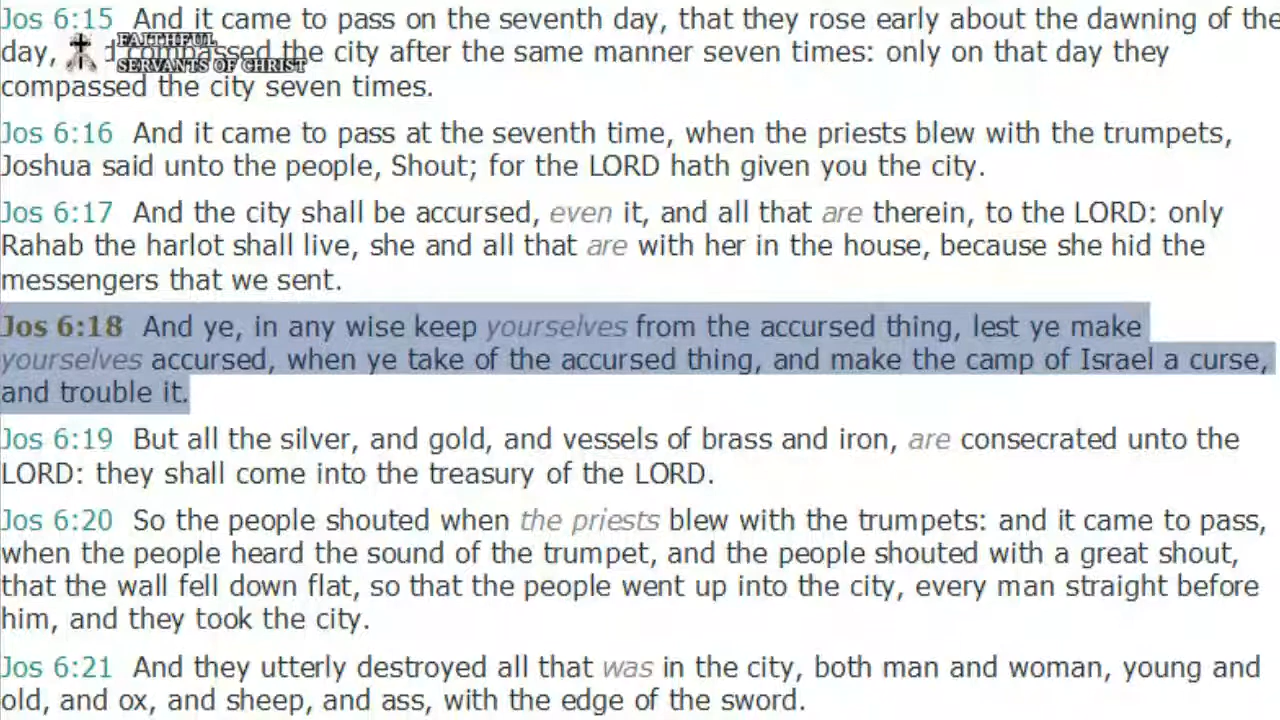 Jos 6:15 And it came to pass on the seventh day, that they rose early about the dawning of the
day, compassed the city after the same manner seven times: only on that day they
compassed the city seven times.
FAITHFUL
SERVANTS OF CHRIST
Jos 6:16 And it came to pass at the seventh time, when the priests blew with the trumpets,
Joshua said unto the people, Shout; for the LORD hath given you the city.
Jos 6:17 And the city shall be accursed, even it, and all that are therein, to the LORD: only
Rahab the harlot shall live, she and all that are with her in the house, because she hid the
messengers that we sent.
Jos 6:18 And ye, in any wise keep yourselves from the accursed thing, lest ye make
yourselves accursed, when ye take of the accursed thing, and make the camp of Israel a curse,
and trouble it.
Jos 6:19 But all the silver, and gold, and vessels of brass and iron, are consecrated unto the
LORD: they shall come into the treasury of the LORD.
Jos 6:20 So the people shouted when the priests blew with the trumpets: and it came to pass,
when the people heard the sound of the trumpet, and the people shouted with a great shout,
that the wall fell down flat, so that the people went up into the city, every man straight before
him, and they took the city.
Jos 6:21 And they utterly destroyed all that was in the city, both man and woman, young and
old, and ox, and sheep, and ass, with the edge of the sword.